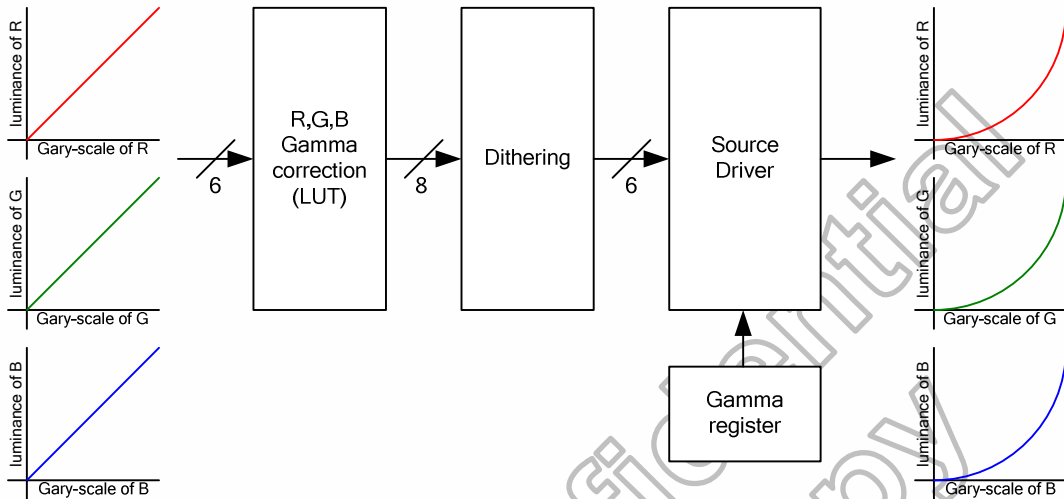 luminance of R
Gary-scale of R
luminance of G
Gary-scale of G
luminance of B
Gary-scale of B
6
R,G,B
Gamma
correction
(LUT)
8
Dithering
6
Source
Driver
Gamma
register
luminance of R
Gary-scale of R
luminance of G
Gary-scale of G
luminance of B
Gary-scale of B